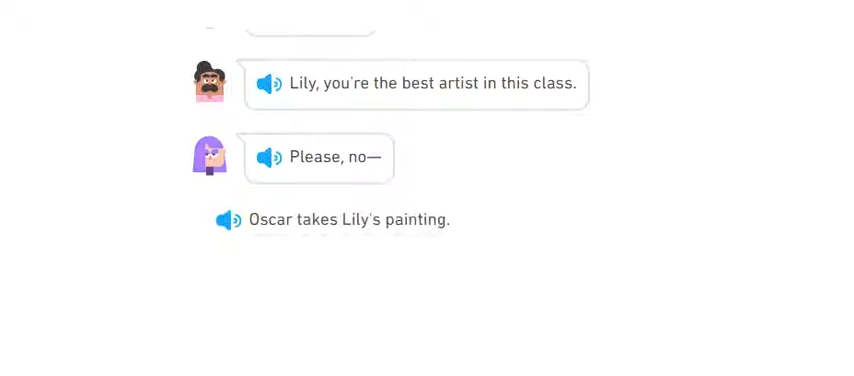 Lily, you're the best artist in this class.
Please, no—
Oscar takes Lily's painting.